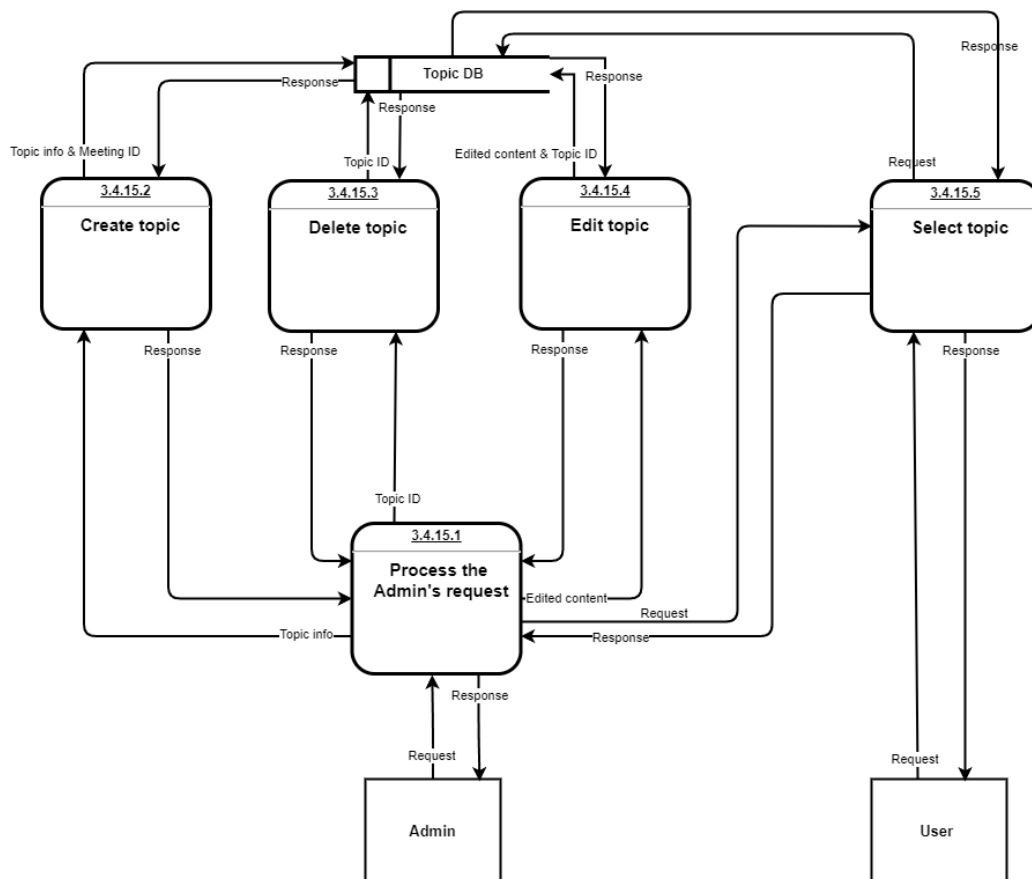 Response
Topic DB
Response
Response
Response
Topic info & Meeting ID
Topic ID
Edited content & Topic ID
Request
3.4.15.2
Create topic
3.4.15.3
Delete topic
3.4.15.4
Edit topic
3.4.15.5
Select topic
Response
Response
Response
Response
Topic ID
3.4.15.1
Process the
Admin's request
Edited content
Request
Topic info
Response
Response
Request
Request
Admin
User